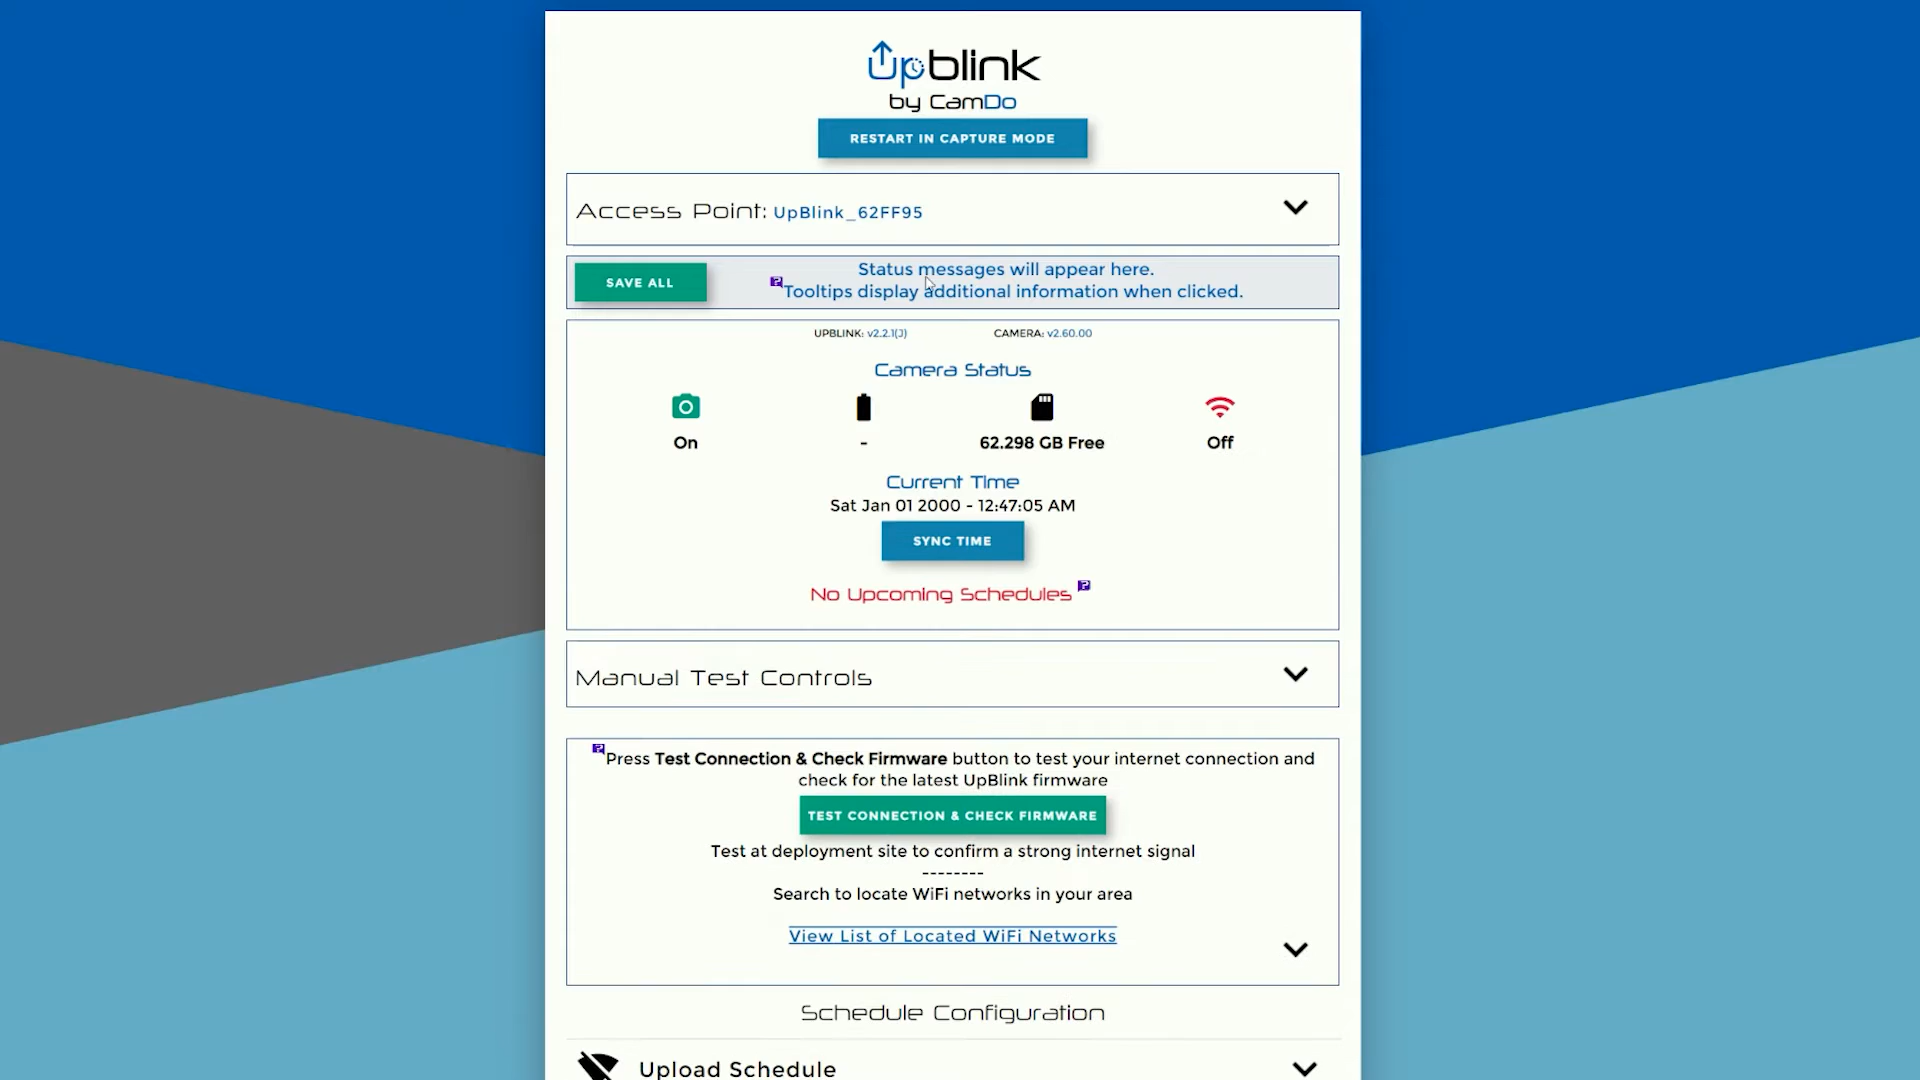 Upblink
by CamDo
RESTART IN CAPTURE MODE
Access Point: UpBlink_62FF95
SAVE ALL
Status messages will appear here.
Tooltips display additional information when clicked.
UPBLINK: v2.2.1(J) CAMERA: v2.60.00
Camera Status
On - 62.298 GB Free Off
Current Time
Sat Jan 01 2000 - 12:47:05 AM
SYNC TIME
No Upcoming Schedules
Manual Test Controls
Press Test Connection & Check Firmware button to test your internet connection and
check for the latest UpBlink firmware
TEST CONNECTION & CHECK FIRMWARE
Test at deployment site to confirm a strong internet signal
--------
Search to locate WiFi networks in your area
View List of Located WiFi Networks
Schedule Configuration
Upload Schedule